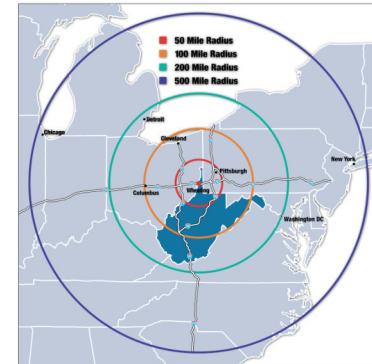 50 Mile Radius
100 Mile Radius
200 Mile Radius
500 Mile Radius
Detroit
Chicago
Cleveland
New York
Pittsburgh
Wheeling
Columbus
Washington DC